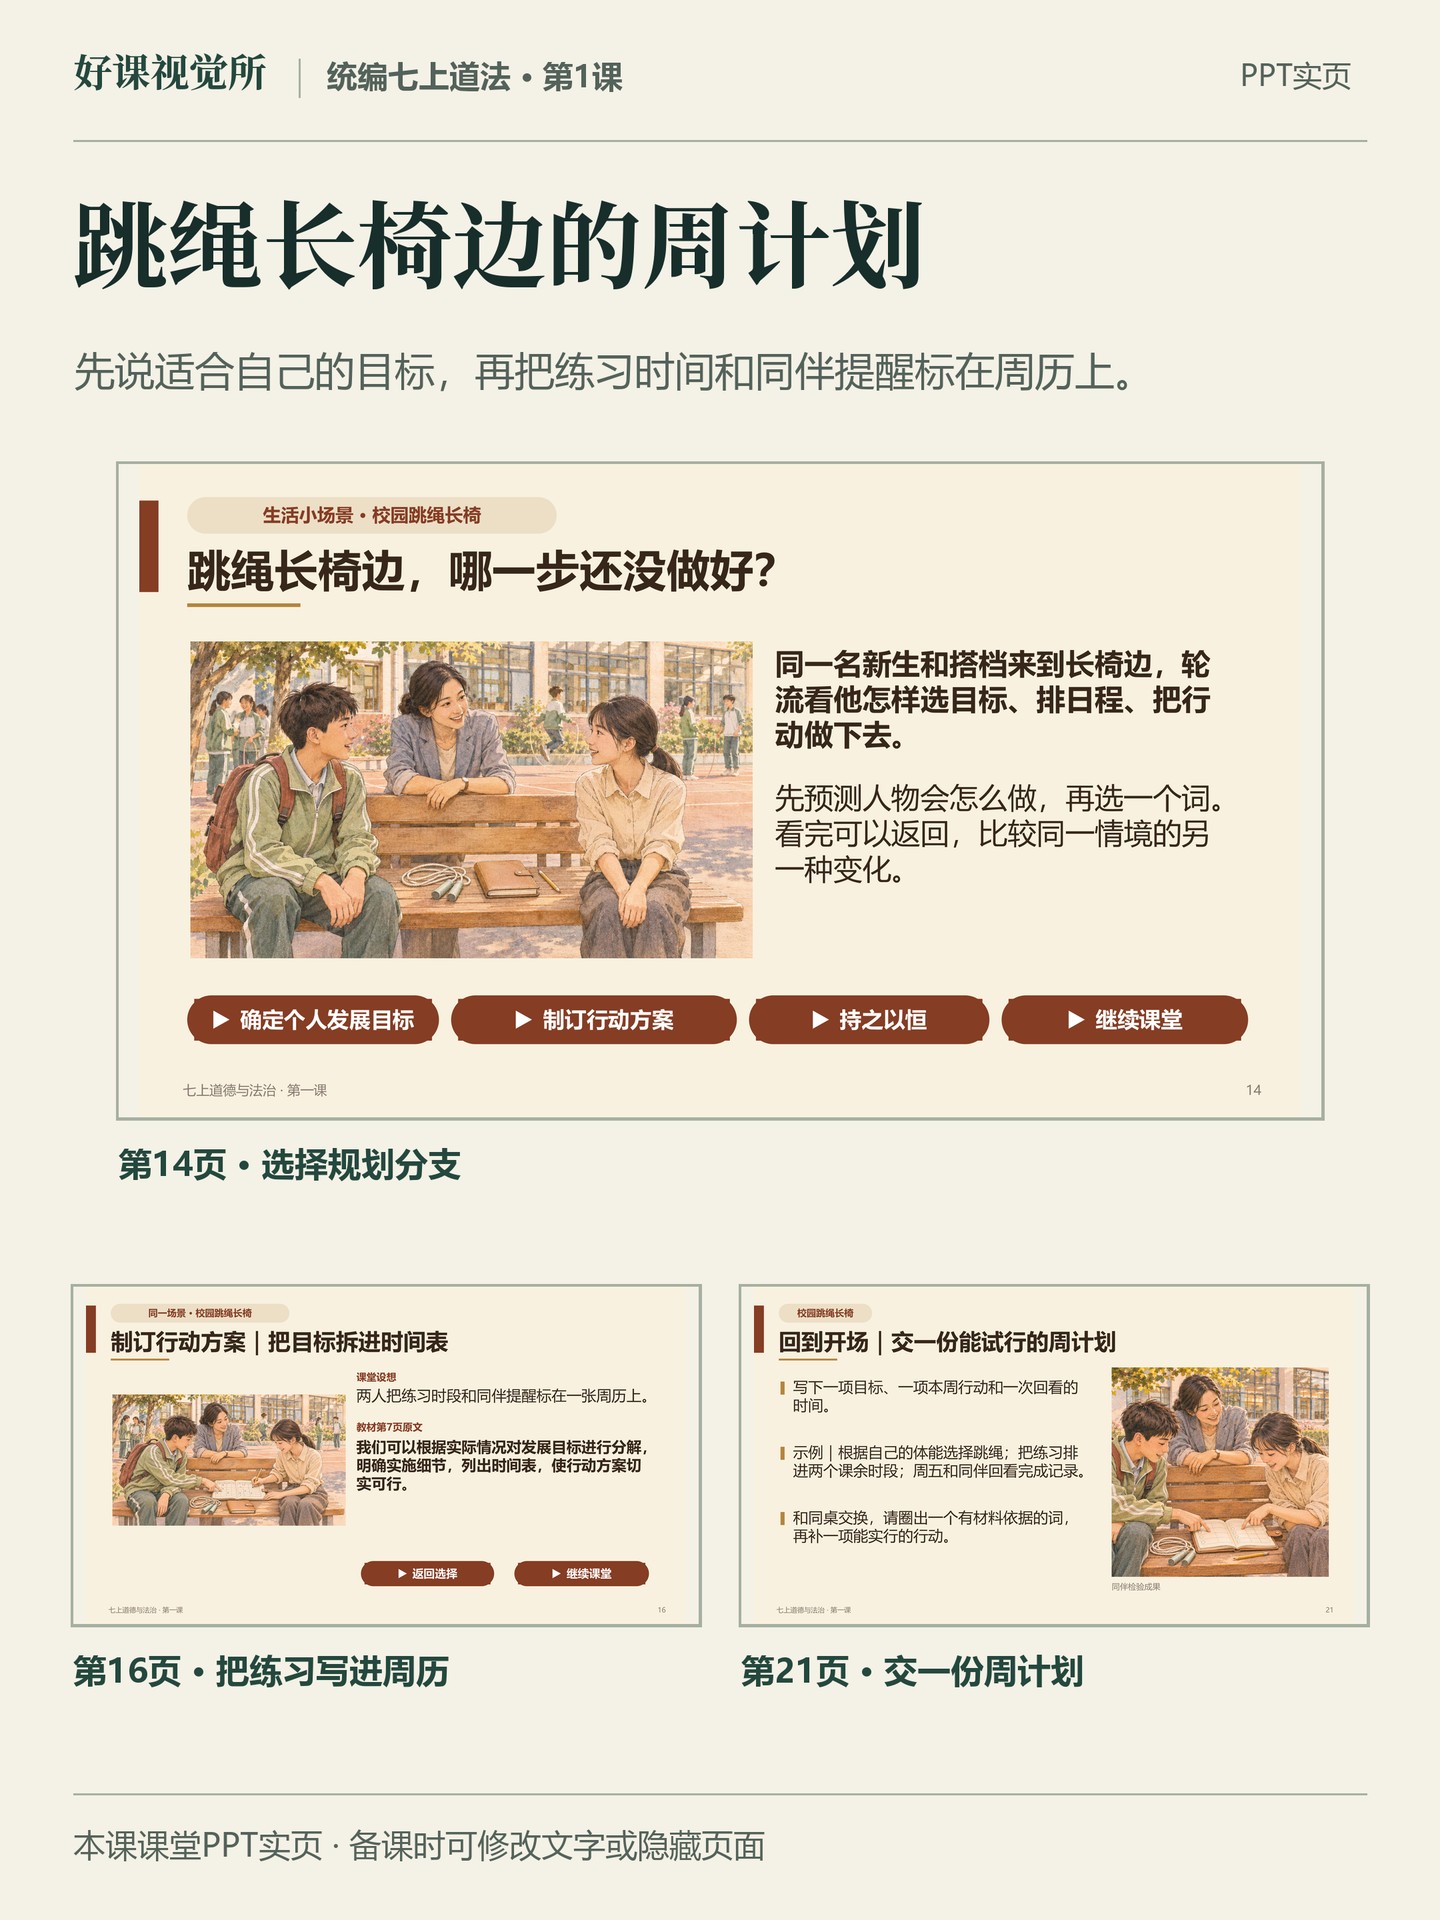 好课视觉所
统编七上道法·第1课
PPT实页
跳绳长椅边的周计划
先说适合自己的目标，再把练习时间和同伴提醒标在周历上。
生活小场景·校园跳绳长椅
跳绳长椅边，哪一步还没做好？
同一名新生和搭档来到长椅边，轮
流看他怎样选目标、排日程、把行
动做下去。
先预测人物会怎么做，再选一个词。
看完可以返回，比较同一情境的另
一种变化。
▶ 确定个人发展目标
▶ 制订行动方案
▶ 持之以恒
▶ 继续课堂
七上道德与法治·第一课
14
第14页·选择规划分支
同一场景·校园跳绳长椅
制订行动方案｜把目标拆进时间表
课堂设想
两人把练习时段和同伴提醒标在一张周历上。
教材第7页原文
我们可以根据实际情况对发展目标进行分解，
明确实施细节，列出时间表，使行动方案切
实可行。
▶ 返回选择
▶ 继续课堂
七上道德与法治·第一课
16
第16页·把练习写进周历
校园跳绳长椅
回到开场｜交一份能试行的周计划
写下一项目标、一项本周行动和一次回看的
时间。
示例｜根据自己的体能选择跳绳；把练习排
进两个课余时段；周五和同伴回看完成记录。
和同桌交换，请圈出一个有材料依据的词，
再补一项能实行的行动。
同伴检验成果
七上道德与法治·第一课
21
第21页·交一份周计划
本课课堂PPT实页·备课时可修改文字或隐藏页面